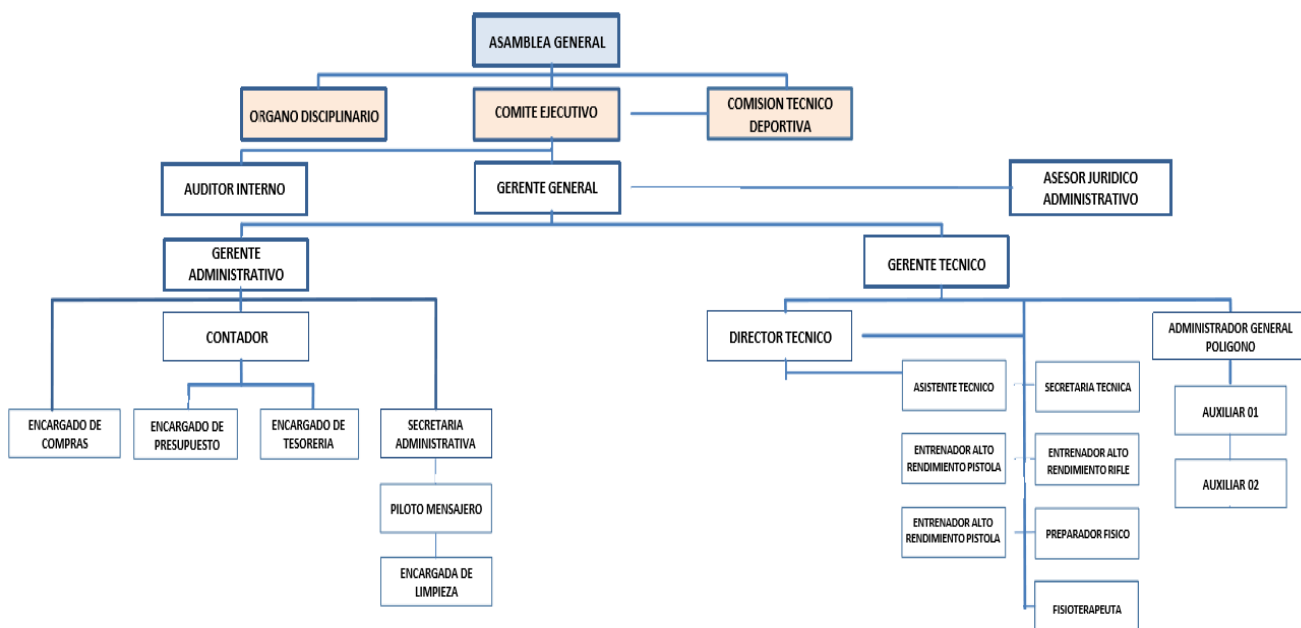 ASAMBLEA GENERAL
ORGANO DISCIPLINARIO
COMITE EJECUTIVO
COMISION TECNICO
DEPORTIVA
AUDITOR INTERNO
GERENTE GENERAL
ASESOR JURIDICO
ADMINISTRATIVO
GERENTE
ADMINISTRATIVO
GERENTE TECNICO
CONTADOR
DIRECTOR TECNICO
ADMINISTRADOR GENERAL
POLIGONO
ENCARGADO DE
COMPRAS
ENCARGADO DE
PRESUPUESTO
ENCARGADO DE
TESORERIA
SECRETARIA
ADMINISTRATIVA
PILOTO MENSAJERO
ENCARGADA DE
LIMPIEZA
ASISTENTE TECNICO
SECRETARIA TECNICA
ENTRENADOR ALTO
RENDIMIENTO PISTOLA
ENTRENADOR ALTO
RENDIMIENTO RIFLE
ENTRENADOR ALTO
RENDIMIENTO PISTOLA
PREPARADOR FISICO
FISIOTERAPEUTA
AUXILIAR 01
AUXILIAR 02